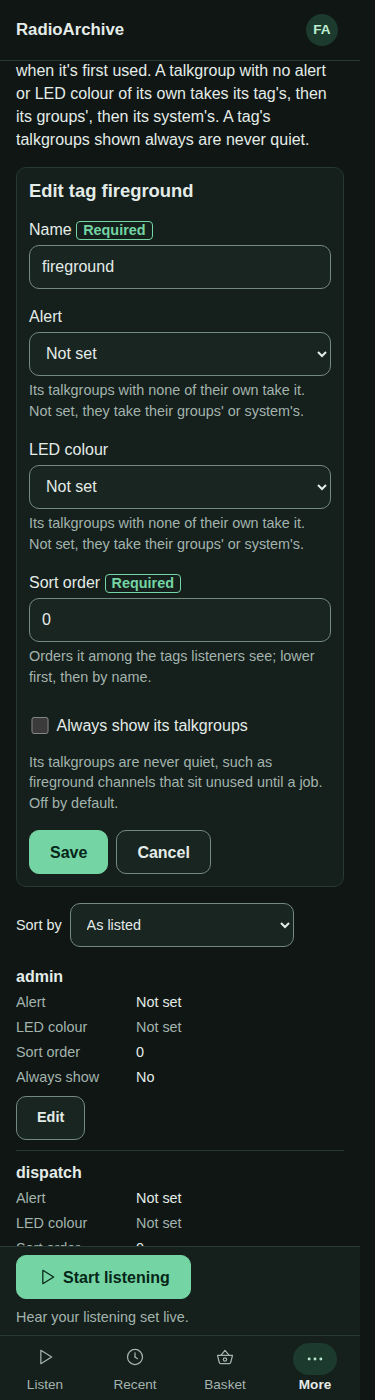 RadioArchive
FA
when it's first used. A talkgroup with no alert
or LED colour of its own takes its tag's, then
its groups', then its system's. A tag's
talkgroups shown always are never quiet.
Edit tag fireground
Name Required
fireground
Alert
Not set
Its talkgroups with none of their own take it.
Not set, they take their groups' or system's.
LED colour
Not set
Its talkgroups with none of their own take it.
Not set, they take their groups' or system's.
Sort order Required
0
Orders it among the tags listeners see; lower
first, then by name.
Always show its talkgroups
Its talkgroups are never quiet, such as
fireground channels that sit unused until a job.
Off by default.
Save Cancel
Sort by As listed
admin
Alert Not set
LED colour Not set
Sort order 0
Always show No
Edit
dispatch
Alert Not set
LED colour Not set
Sort order 0
Start listening
Hear your listening set live.
Listen Recent Basket More